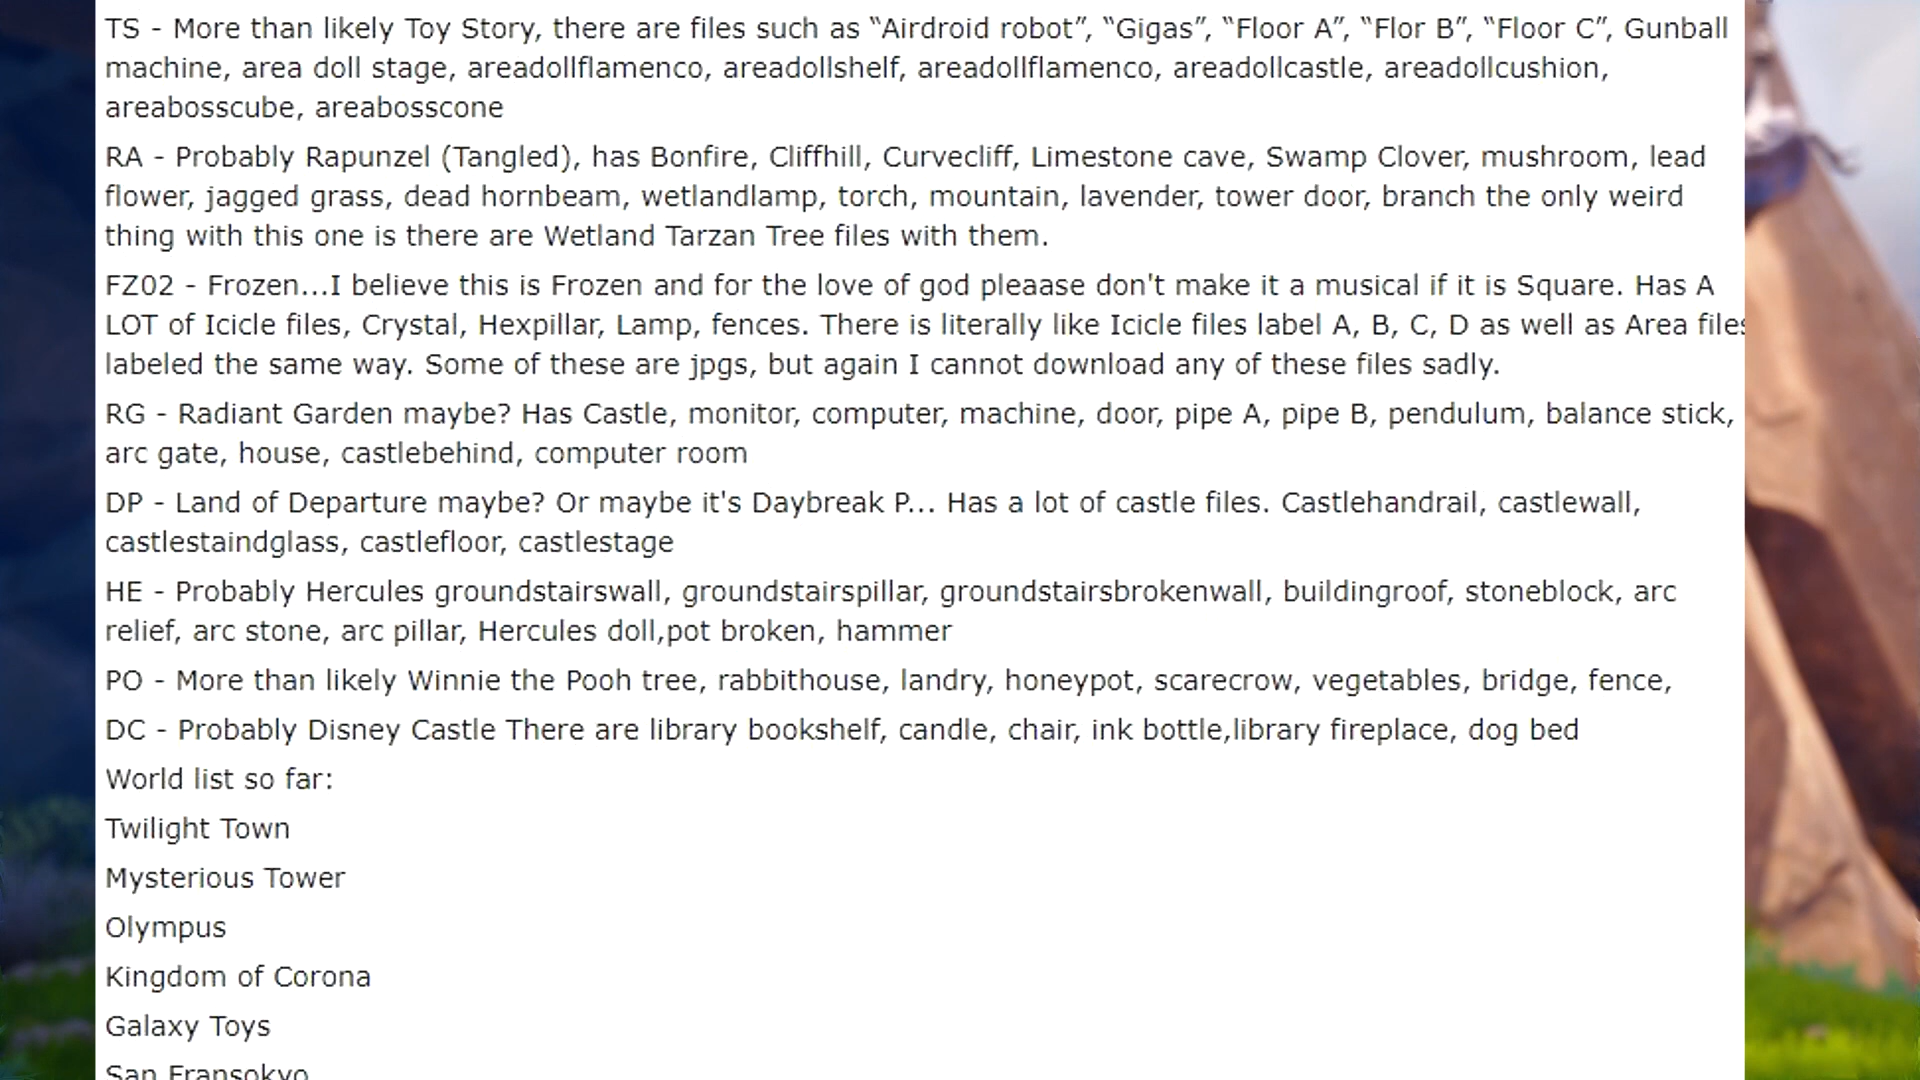 TS - More than likely Toy Story, there are files such as “Airdroid robot”, “Gigas”, “Floor A”, “Flor B”, “Floor C”, Gunball
machine, area doll stage, areadollflamenco, areadollshelf, areadollflamenco, areadollcastle, areadollcushion,
areabosscube, areabosscone
RA - Probably Rapunzel (Tangled), has Bonfire, Cliffhill, Curvecliff, Limestone cave, Swamp Clover, mushroom, lead
flower, jagged grass, dead hornbeam, wetlandlamp, torch, mountain, lavender, tower door, branch the only weird
thing with this one is there are Wetland Tarzan Tree files with them.
FZ02 - Frozen...I believe this is Frozen and for the love of god pleaase don't make it a musical if it is Square. Has A
LOT of Icicle files, Crystal, Hexpillar, Lamp, fences. There is literally like Icicle files label A, B, C, D as well as Area files
labeled the same way. Some of these are jpgs, but again I cannot download any of these files sadly.
RG - Radiant Garden maybe? Has Castle, monitor, computer, machine, door, pipe A, pipe B, pendulum, balance stick,
arc gate, house, castlebehind, computer room
DP - Land of Departure maybe? Or maybe it's Daybreak P... Has a lot of castle files. Castlehandrail, castlewall,
castlestaindglass, castlefloor, castlestage
HE - Probably Hercules groundstairswall, groundstairspillar, groundstairsbrokenwall, buildingroof, stoneblock, arc
relief, arc stone, arc pillar, Hercules doll,pot broken, hammer
PO - More than likely Winnie the Pooh tree, rabbithouse, landry, honeypot, scarecrow, vegetables, bridge, fence,
DC - Probably Disney Castle There are library bookshelf, candle, chair, ink bottle,library fireplace, dog bed
World list so far:
Twilight Town
Mysterious Tower
Olympus
Kingdom of Corona
Galaxy Toys
San Fransokyo